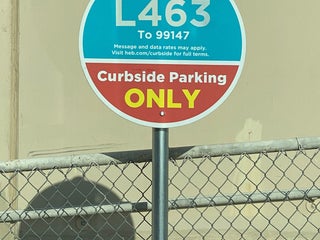 L463
To 99147
Message and data rates may apply.
Visit heb.com/curbside for full terms.
Curbside Parking
ONLY